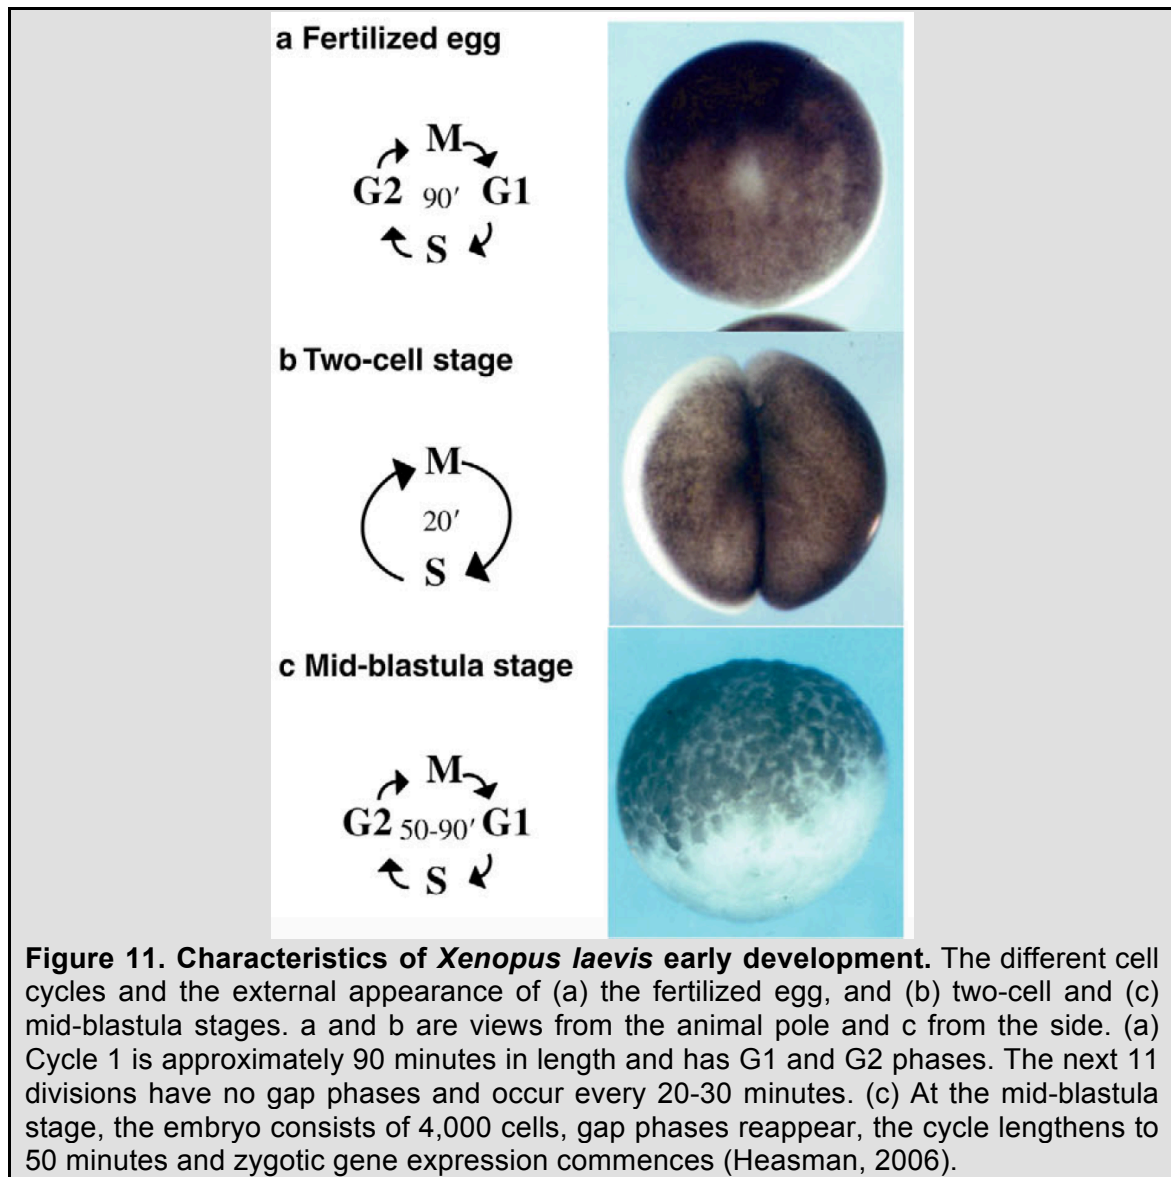 a Fertilized egg
M
G2 90′ G1
S
b Two-cell stage
M
20′
S
c Mid-blastula stage
M
G2 50-90′ G1
S
Figure 11. Characteristics of Xenopus laevis early development. The different cell
cycles and the external appearance of (a) the fertilized egg, and (b) two-cell and (c)
mid-blastula stages. a and b are views from the animal pole and c from the side. (a)
Cycle 1 is approximately 90 minutes in length and has G1 and G2 phases. The next 11
divisions have no gap phases and occur every 20-30 minutes. (c) At the mid-blastula
stage, the embryo consists of 4,000 cells, gap phases reappear, the cycle lengthens to
50 minutes and zygotic gene expression commences (Heasman, 2006).